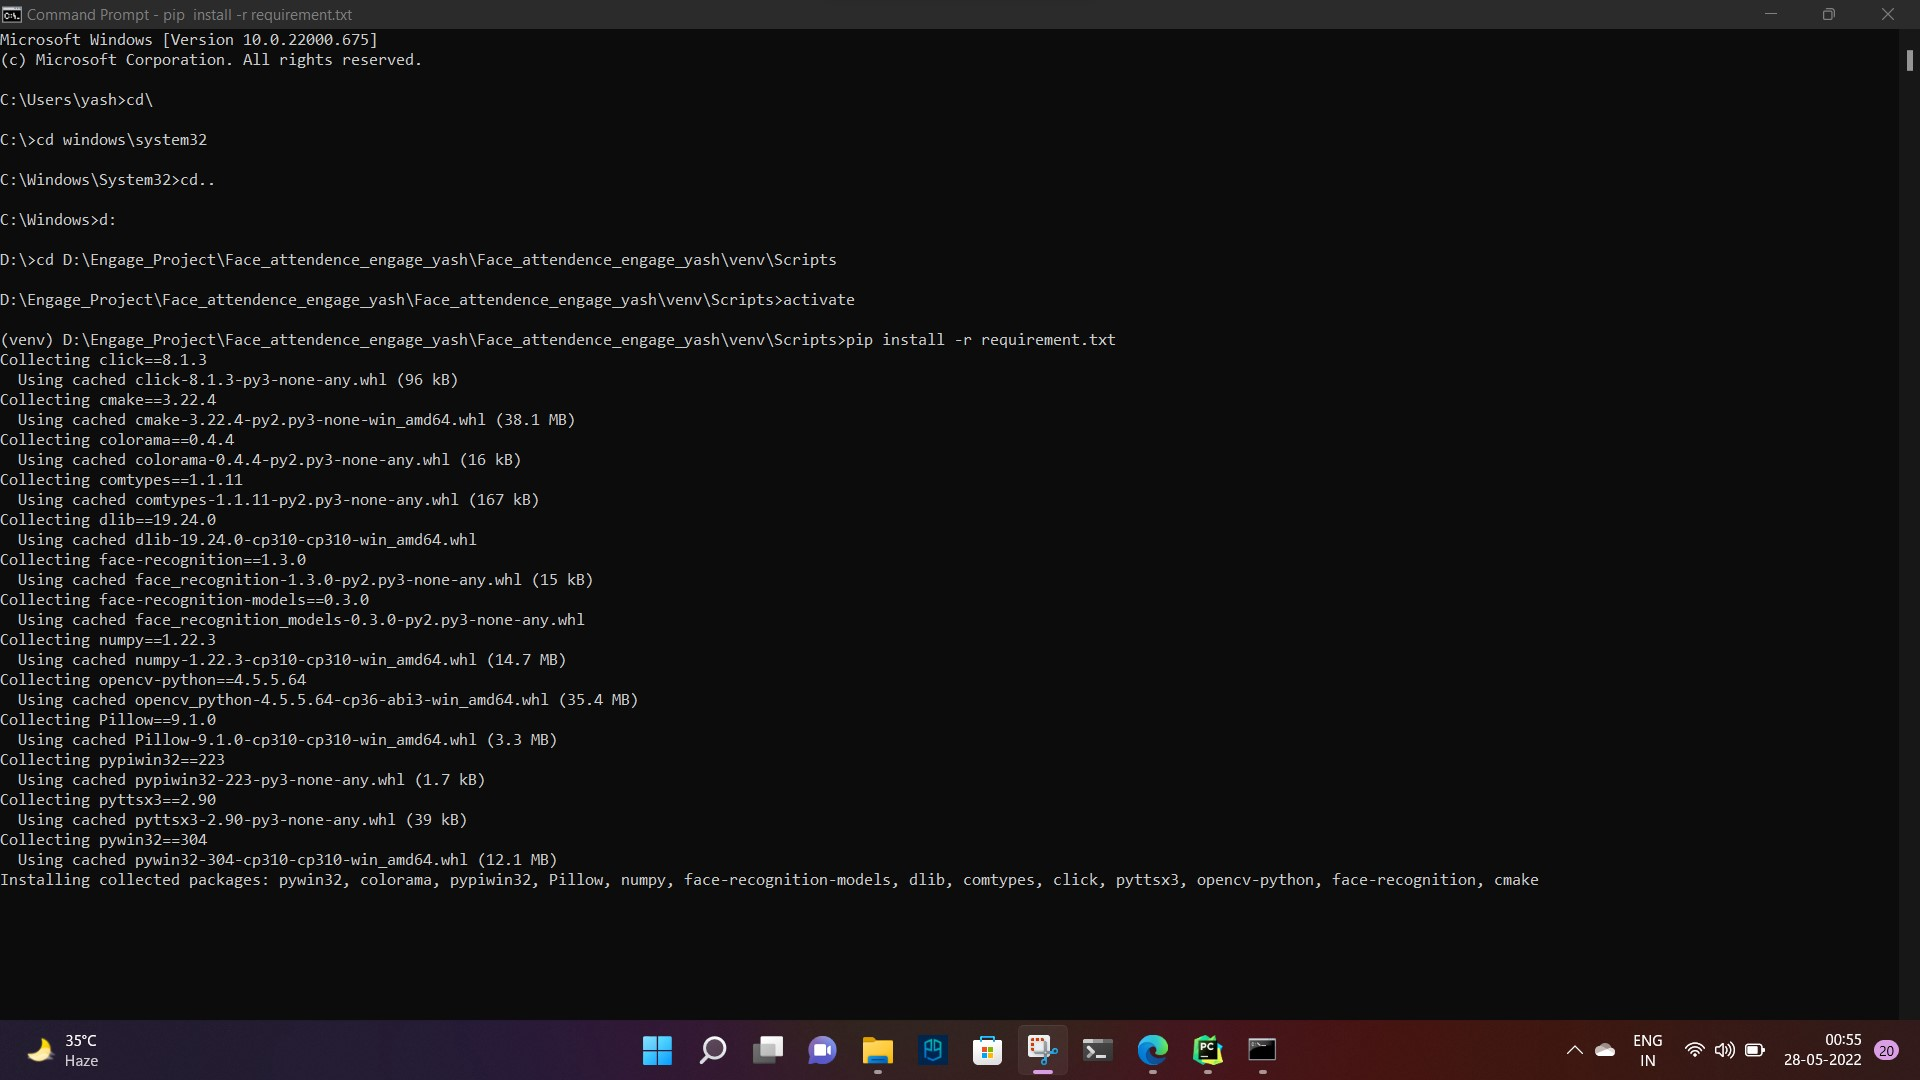 Command Prompt - pip  install -r requirement.txt
Microsoft Windows [Version 10.0.22000.675]
(c) Microsoft Corporation. All rights reserved.
C:\Users\yash>cd\
C:\>cd windows\system32
C:\Windows\System32>cd..
C:\Windows>d:
D:\>cd D:\Engage_Project\Face_attendence_engage_yash\Face_attendence_engage_yash\venv\Scripts
D:\Engage_Project\Face_attendence_engage_yash\Face_attendence_engage_yash\venv\Scripts>activate
(venv) D:\Engage_Project\Face_attendence_engage_yash\Face_attendence_engage_yash\venv\Scripts>pip install -r requirement.txt
Collecting click==8.1.3
  Using cached click-8.1.3-py3-none-any.whl (96 kB)
Collecting cmake==3.22.4
  Using cached cmake-3.22.4-py2.py3-none-win_amd64.whl (38.1 MB)
Collecting colorama==0.4.4
  Using cached colorama-0.4.4-py2.py3-none-any.whl (16 kB)
Collecting comtypes==1.1.11
  Using cached comtypes-1.1.11-py2.py3-none-any.whl (167 kB)
Collecting dlib==19.24.0
  Using cached dlib-19.24.0-cp310-cp310-win_amd64.whl
Collecting face-recognition==1.3.0
  Using cached face_recognition-1.3.0-py2.py3-none-any.whl (15 kB)
Collecting face-recognition-models==0.3.0
  Using cached face_recognition_models-0.3.0-py2.py3-none-any.whl
Collecting numpy==1.22.3
  Using cached numpy-1.22.3-cp310-cp310-win_amd64.whl (14.7 MB)
Collecting opencv-python==4.5.5.64
  Using cached opencv_python-4.5.5.64-cp36-abi3-win_amd64.whl (35.4 MB)
Collecting Pillow==9.1.0
  Using cached Pillow-9.1.0-cp310-cp310-win_amd64.whl (3.3 MB)
Collecting pypiwin32==223
  Using cached pypiwin32-223-py3-none-any.whl (1.7 kB)
Collecting pyttsx3==2.90
  Using cached pyttsx3-2.90-py3-none-any.whl (39 kB)
Collecting pywin32==304
  Using cached pywin32-304-cp310-cp310-win_amd64.whl (12.1 MB)
Installing collected packages: pywin32, colorama, pypiwin32, Pillow, numpy, face-recognition-models, dlib, comtypes, click, pyttsx3, opencv-python, face-recognition, cmake
35°C
Haze
PC
ENG
IN
00:55
28-05-2022
20